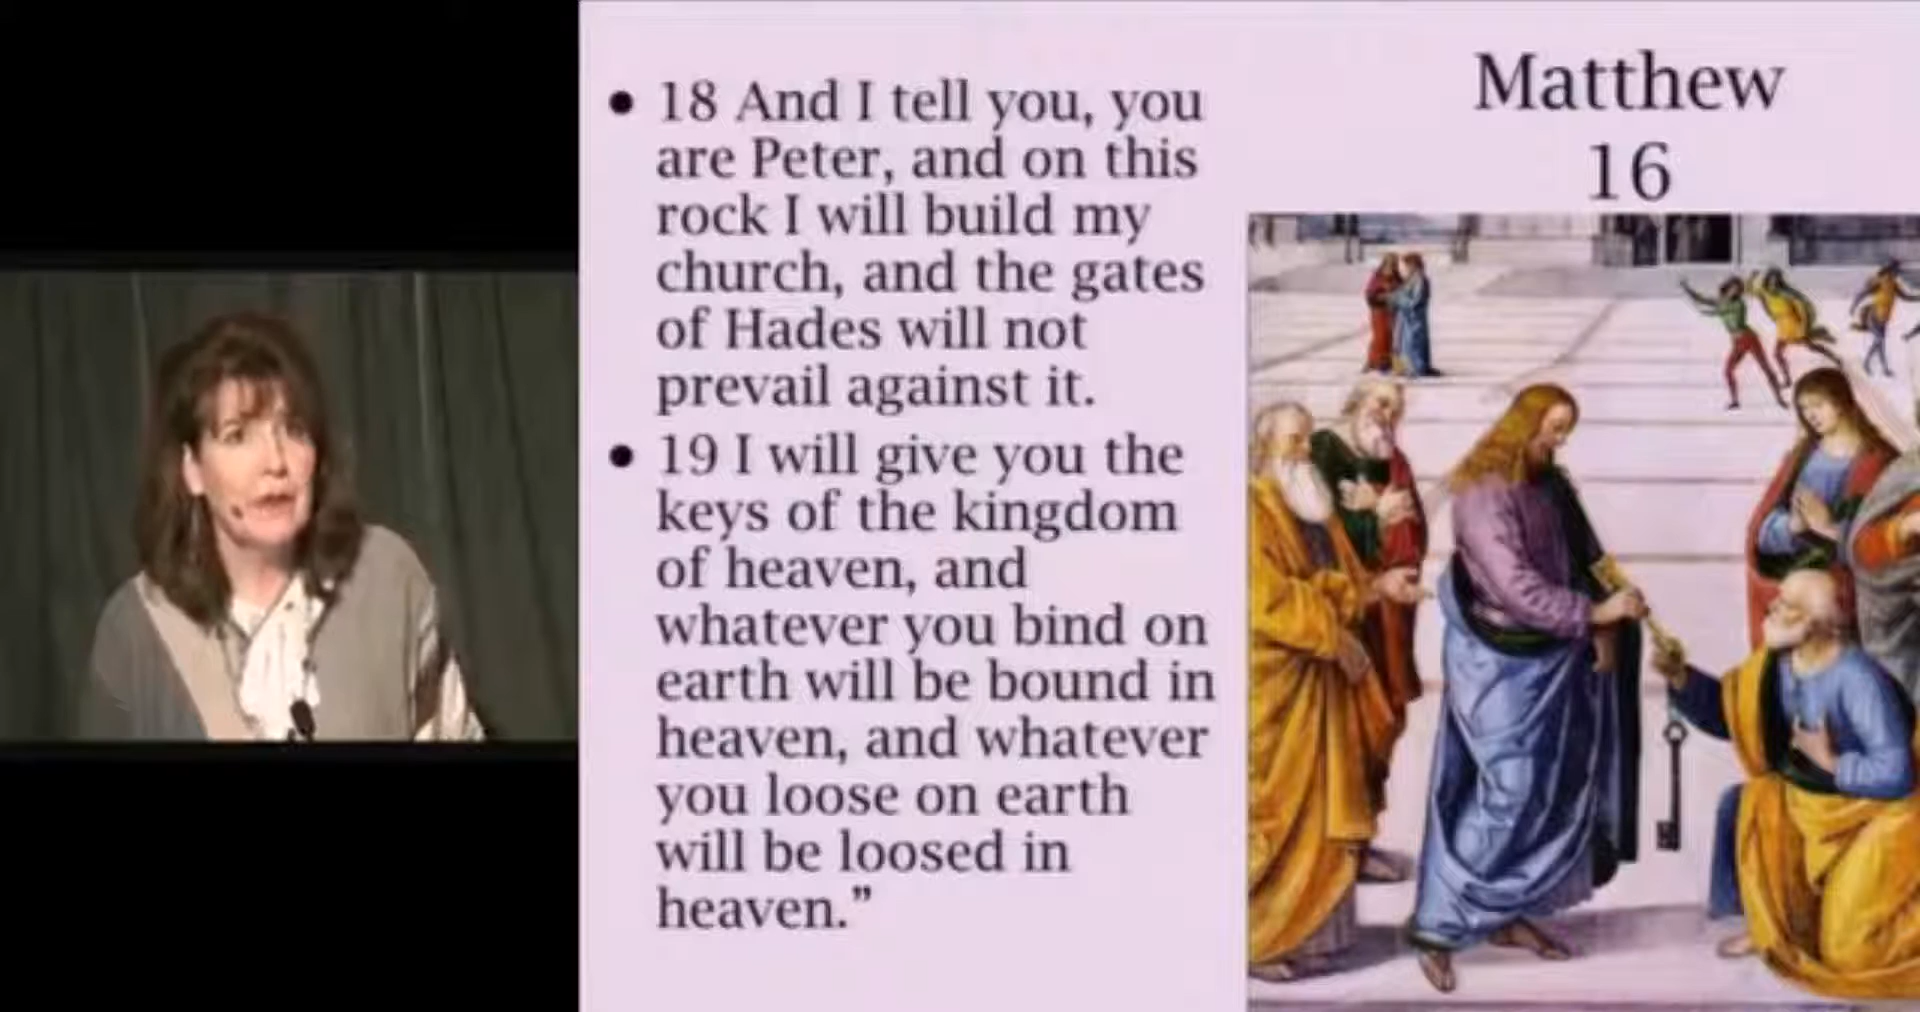 • 18 And I tell you, you
are Peter, and on this
rock I will build my
church, and the gates
of Hades will not
prevail against it.
• 19 I will give you the
keys of the kingdom
of heaven, and
whatever you bind on
earth will be bound in
heaven, and whatever
you loose on earth
will be loosed in
heaven.”
Matthew
16